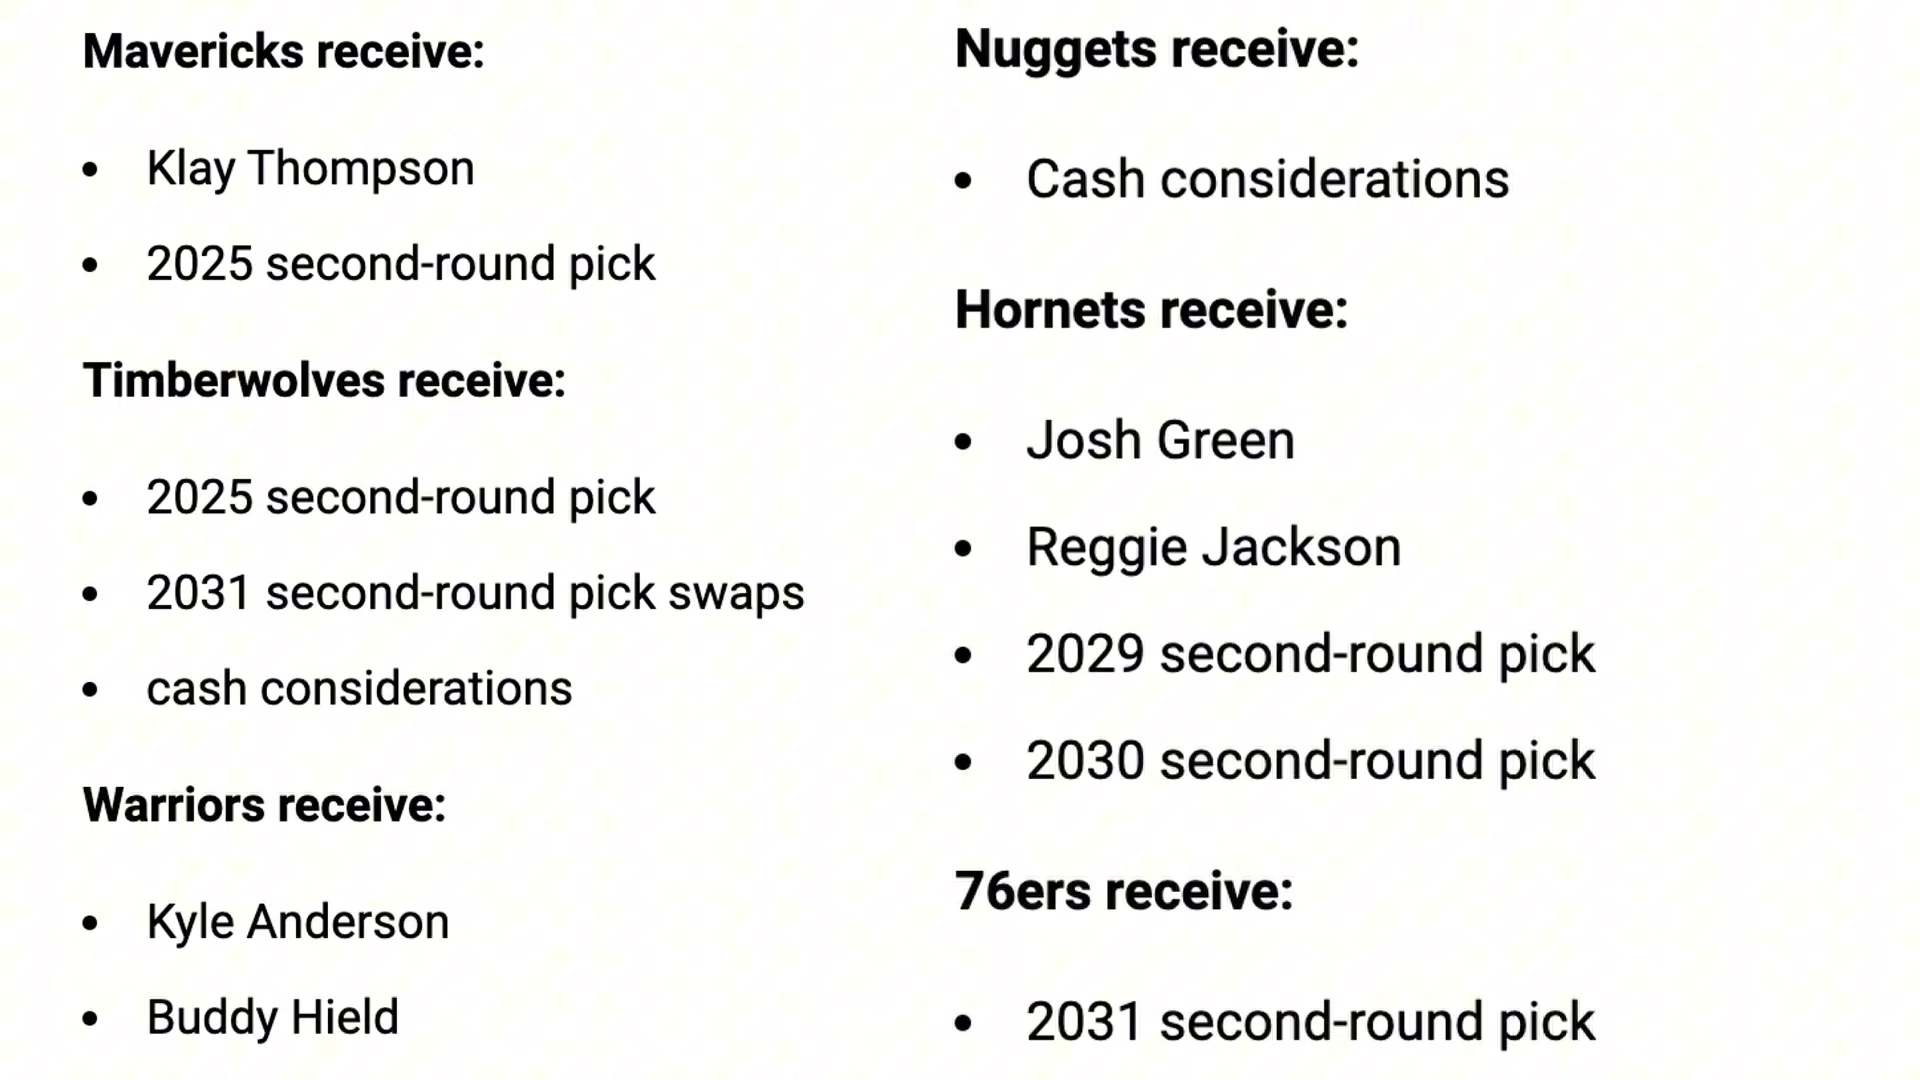 Mavericks receive:
• Klay Thompson
• 2025 second-round pick
Timberwolves receive:
• 2025 second-round pick
• 2031 second-round pick swaps
• cash considerations
Warriors receive:
• Kyle Anderson
• Buddy Hield
Nuggets receive:
• Cash considerations
Hornets receive:
• Josh Green
• Reggie Jackson
• 2029 second-round pick
• 2030 second-round pick
76ers receive:
• 2031 second-round pick